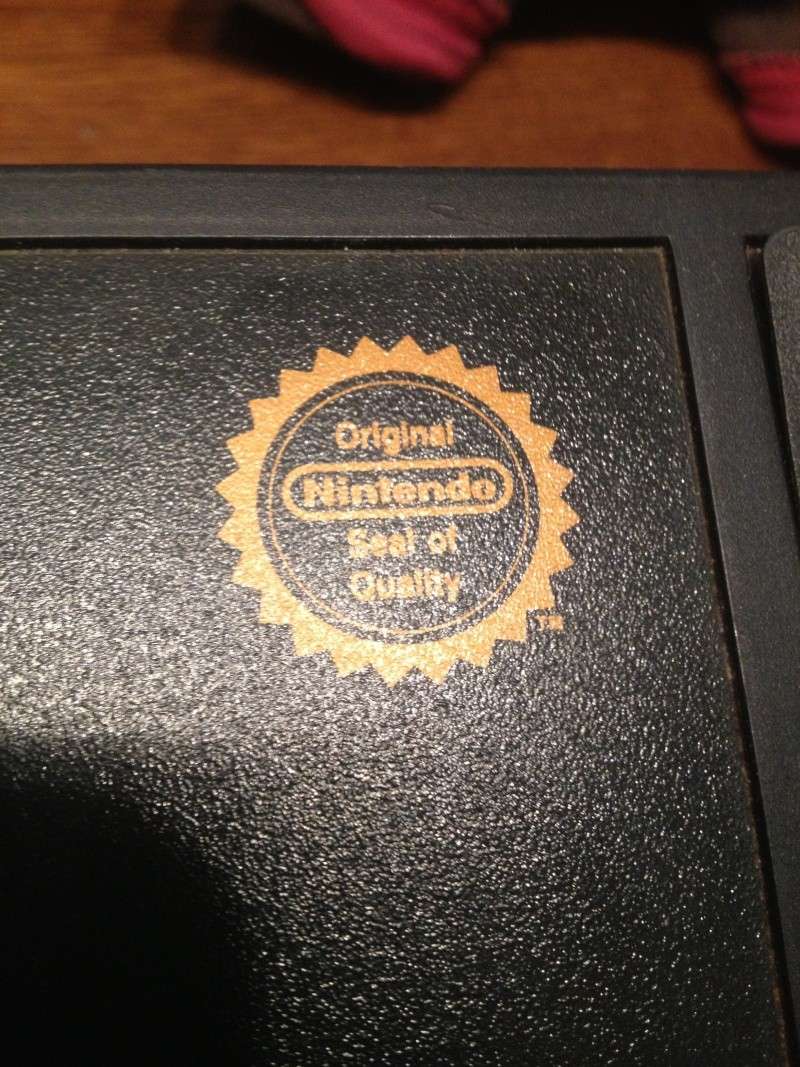 Original
Nintendo
Seal of
Quality
TM